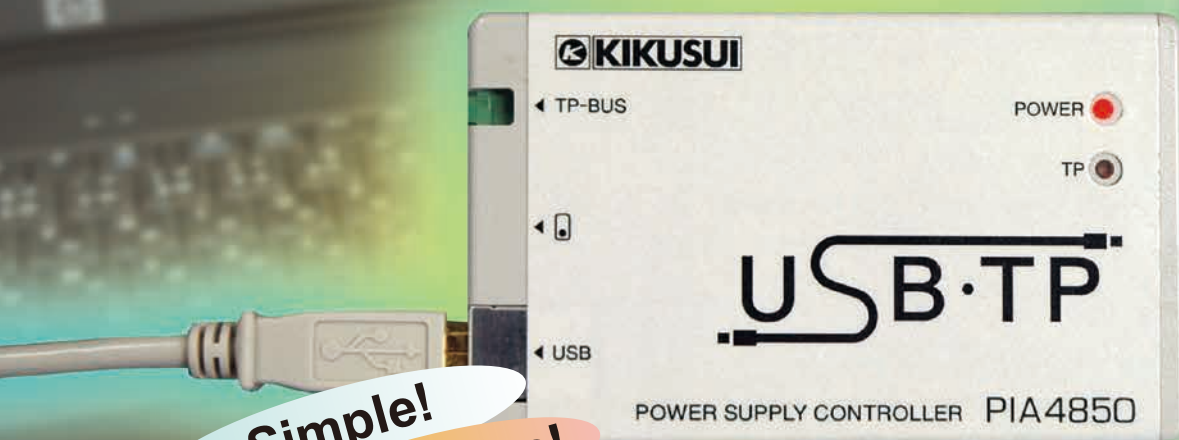 KIKUSUI
TP-BUS
POWER
TP
USB·TP
USB
Simple!
POWER SUPPLY CONTROLLER PIA4850